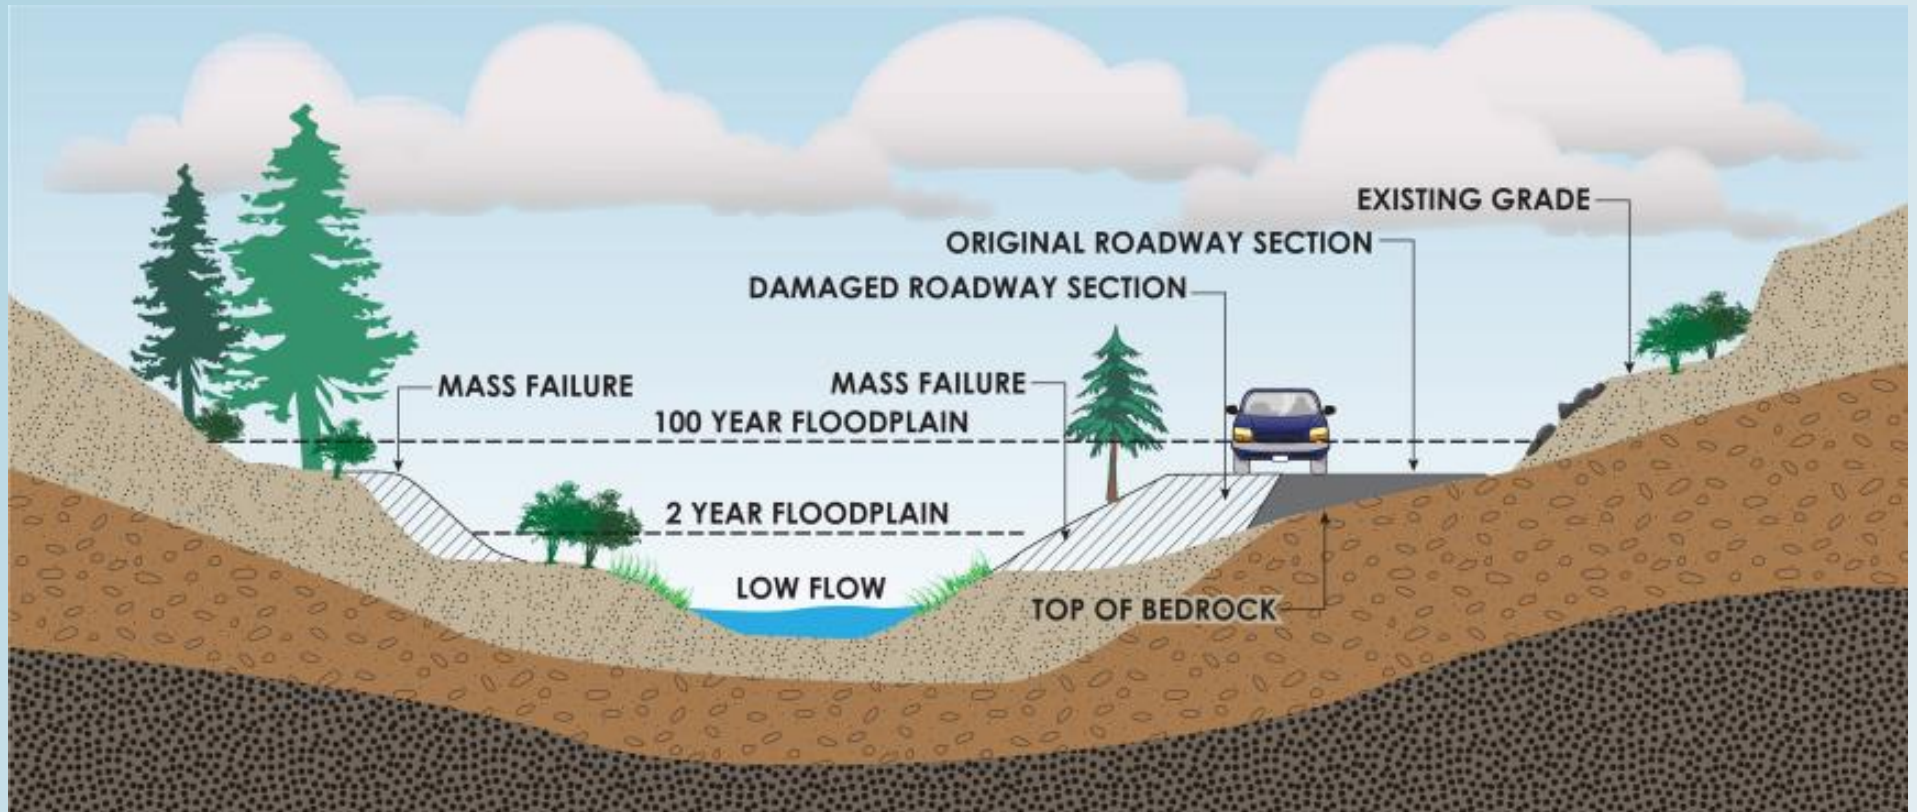 EXISTING GRADE
ORIGINAL ROADWAY SECTION
DAMAGED ROADWAY SECTION
MASS FAILURE
MASS FAILURE
100 YEAR FLOODPLAIN
2 YEAR FLOODPLAIN
LOW FLOW
TOP OF BEDROCK